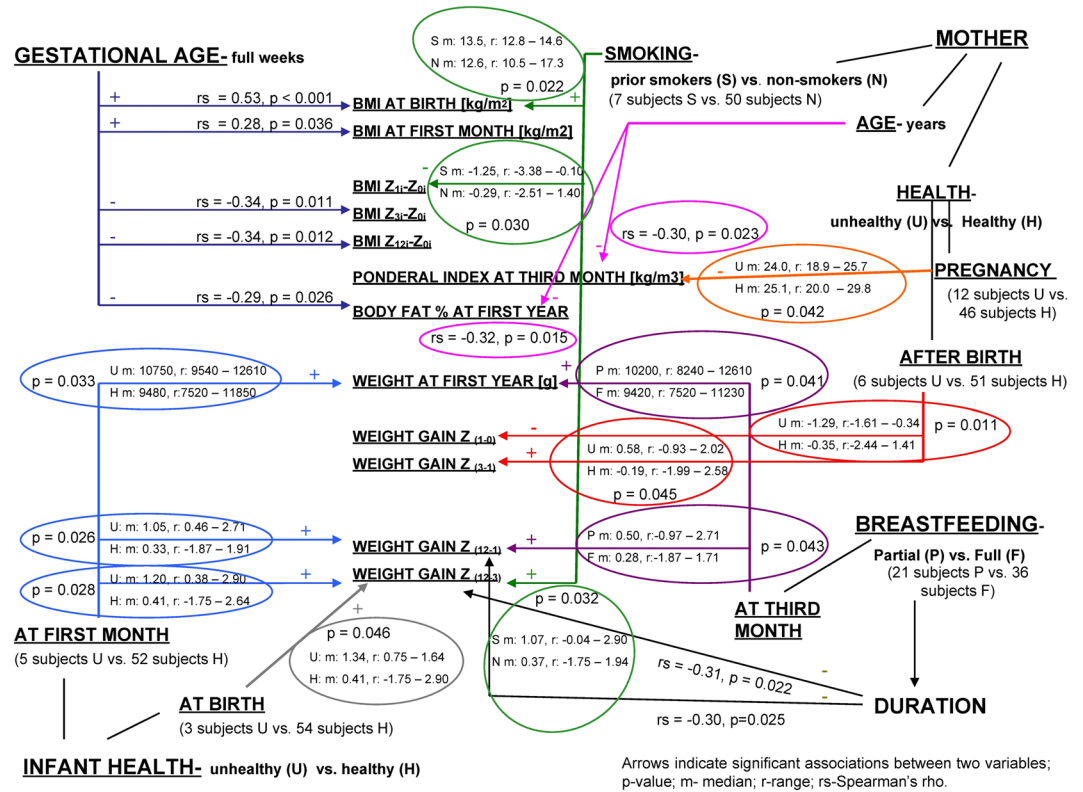 GESTATIONAL AGE- full weeks
+ rs = 0.53, p < 0.001 BMI AT BIRTH [kg/m2]
+ rs = 0.28, p = 0.036 BMI AT FIRST MONTH [kg/m2]
BMI Z1i-Z0i
- rs = -0.34, p = 0.011 BMI Z3i-Z0i
- rs = -0.34, p = 0.012 BMI Z12i-Z0i
PONDERAL INDEX AT THIRD MONTH [kg/m3]
- rs = -0.29, p = 0.026 BODY FAT % AT FIRST YEAR
S m: 13.5, r: 12.8 – 14.6
N m: 12.6, r: 10.5 – 17.3
p = 0.022
+
SMOKING-
prior smokers (S) vs. non-smokers (N)
(7 subjects S vs. 50 subjects N)
MOTHER
AGE- years
- S m: -1.25, r: -3.38 – -0.10
N m: -0.29, r: -2.51 – 1.40
p = 0.030
rs = -0.30, p = 0.023
-
-
rs = -0.32, p = 0.015
HEALTH-
unhealthy (U) vs. Healthy (H)
PREGNANCY
(12 subjects U vs.
46 subjects H)
- U m: 24.0, r: 18.9 – 25.7
H m: 25.1, r: 20.0 – 29.8
p = 0.042
AFTER BIRTH
(6 subjects U vs. 51 subjects H)
p = 0.033
U m: 10750, r: 9540 – 12610
H m: 9480, r:7520 – 11850
+
WEIGHT AT FIRST YEAR [g]
+
P m: 10200, r: 8240 – 12610
F m: 9420, r: 7520 – 11230
p = 0.041
WEIGHT GAIN Z (1-0)
-
U m: -1.29, r:-1.61 – -0.34
H m: -0.35, r:-2.44 – 1.41
p = 0.011
WEIGHT GAIN Z (3-1)
+
U m: 0.58, r: -0.93 – 2.02
H m: -0.19, r: -1.99 – 2.58
p = 0.045
p = 0.026
U: m: 1.05, r: 0.46 – 2.71
H: m: 0.33, r: -1.87 – 1.91
+
WEIGHT GAIN Z (12-1)
+
P m: 0.50, r:-0.97 – 2.71
F m: 0.28, r:-1.87 – 1.71
p = 0.043
p = 0.028
U: m: 1.20, r: 0.38 – 2.90
H: m: 0.41, r: -1.75 – 2.64
+
WEIGHT GAIN Z (12-3)
+
p = 0.032
S m: 1.07, r: -0.04 – 2.90
N m: 0.37, r: -1.75 – 1.94
BREASTFEEDING-
Partial (P) vs. Full (F)
(21 subjects P vs. 36
subjects F)
AT THIRD
MONTH
AT FIRST MONTH
(5 subjects U vs. 52 subjects H)
+
p = 0.046
U: m: 1.34, r: 0.75 – 1.64
H: m: 0.41, r: -1.75 – 2.90
AT BIRTH
(3 subjects U vs. 54 subjects H)
rs = -0.31, p = 0.022
-
-
rs = -0.30, p=0.025
DURATION
INFANT HEALTH- unhealthy (U) vs. healthy (H)
Arrows indicate significant associations between two variables;
p-value; m- median; r-range; rs-Spearman's rho.